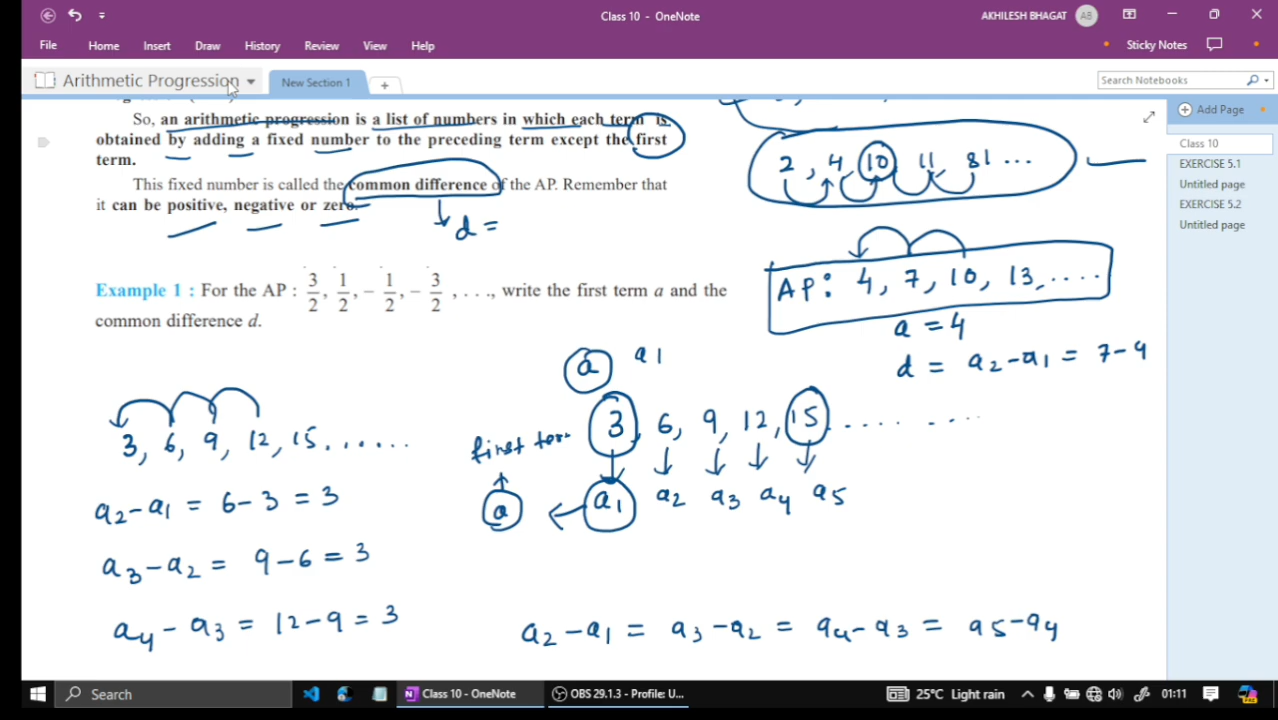 Class 10 - OneNote
AKHILESH BHAGAT AB
File Home Insert Draw History Review View Help
Sticky Notes
Arithmetic Progression
New Section 1
Search Notebooks
Add Page
Class 10
EXERCISE 5.1
Untitled page
EXERCISE 5.2
Untitled page
So, an arithmetic progression is a list of numbers in which each term is
obtained by adding a fixed number to the preceding term except the first
term.
This fixed number is called the common difference of the AP. Remember that
it can be positive, negative or zero.
d =
2, 4, 10, 11, 81 ...
AP: 4, 7, 10, 13, ....
a = 4
d = a2 - a1 = 7 - 4
Example 1 : For the AP : 3/2, 1/2, - 1/2, - 3/2, . . ., write the first term a and the
common difference d.
a a1
3, 6, 9, 12, 15 ...... ....
first
a a1 a2 a3 a4 a5
3, 6, 9, 12, 15, ......
a2 - a1 = 6 - 3 = 3
a3 - a2 = 9 - 6 = 3
a4 - a3 = 12 - 9 = 3
a2 - a1 = a3 - a2 = a4 - a3 = a5 - a4
Search
Class 10 - OneNote
OBS 29.1.3 - Profile: U...
25°C Light rain
01:11